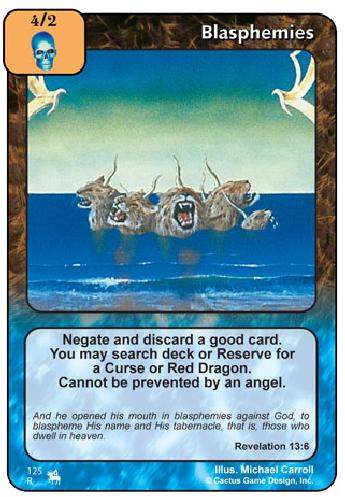 4/2
Blasphemies
Negate and discard a good card.
You may search deck or Reserve for
a Curse or Red Dragon.
Cannot be prevented by an angel.
And he opened his mouth in blasphemies against God, to
blaspheme His name and His tabernacle, that is, those who
dwell in heaven.
Revelation 13:6
125
R
Illus. Michael Carroll
© Cactus Game Design, Inc.